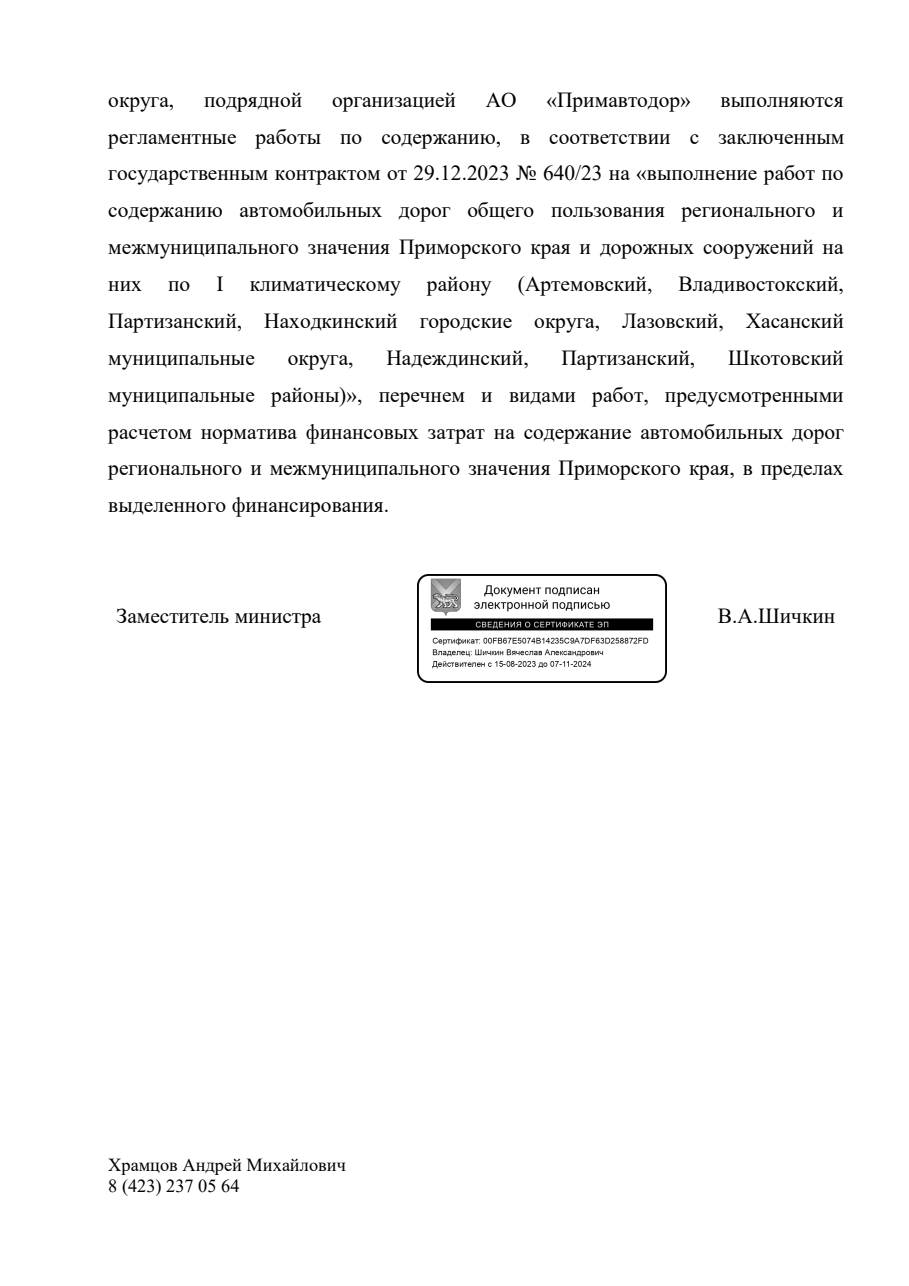 округа, подрядной организацией АО «Примавтодор» выполняются
регламентные работы по содержанию, в соответствии с заключенным
государственным контрактом от 29.12.2023 № 640/23 на «выполнение работ по
содержанию автомобильных дорог общего пользования регионального и
межмуниципального значения Приморского края и дорожных сооружений на
них по I климатическому району (Артемовский, Владивостокский,
Партизанский, Находкинский городские округа, Лазовский, Хасанский
муниципальные округа, Надеждинский, Партизанский, Шкотовский
муниципальные районы)», перечнем и видами работ, предусмотренными
расчетом норматива финансовых затрат на содержание автомобильных дорог
регионального и межмуниципального значения Приморского края, в пределах
выделенного финансирования.
Заместитель министра
Документ подписан
электронной подписью
СВЕДЕНИЯ О СЕРТИФИКАТЕ ЭП
Сертификат: 00FB67E5074B14235C9A7DF63D258872FD
Владелец: Шичкин Вячеслав Александрович
Действителен с 15-08-2023 до 07-11-2024
В.А.Шичкин
Храмцов Андрей Михайлович
8 (423) 237 05 64